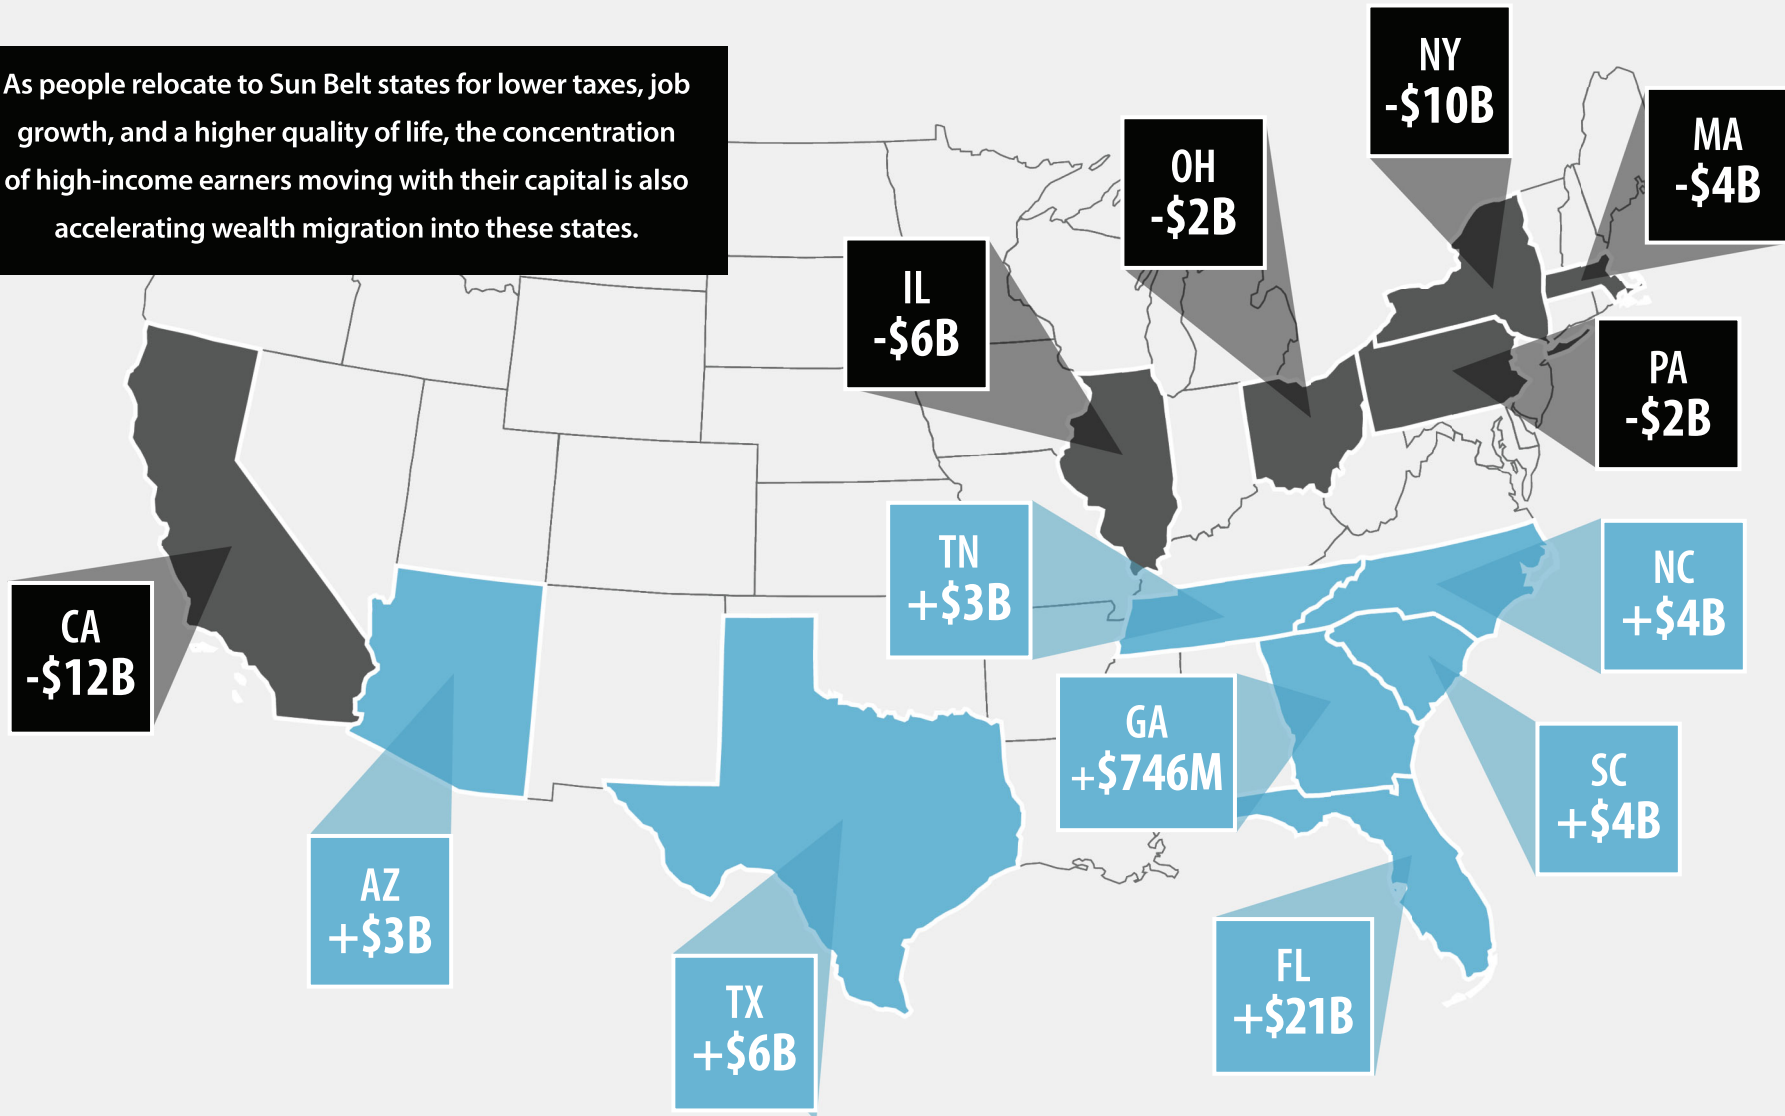 As people relocate to Sun Belt states for lower taxes, job
growth, and a higher quality of life, the concentration
of high-income earners moving with their capital is also
accelerating wealth migration into these states.
NY
-$10B
MA
-$4B
OH
-$2B
IL
-$6B
PA
-$2B
CA
-$12B
TN
+$3B
NC
+$4B
GA
+$746M
SC
+$4B
AZ
+$3B
TX
+$6B
FL
+$21B